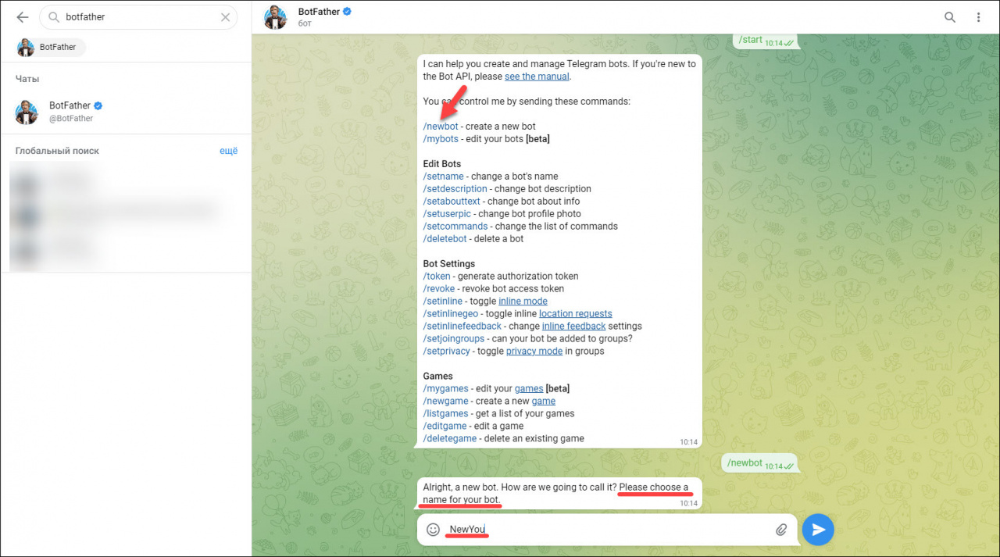 botfather
BotFather
Чаты
BotFather
@BotFather
Глобальный поиск ещё
BotFather
бот
/start 10:14
I can help you create and manage Telegram bots. If you're new to
the Bot API, please see the manual.
You can control me by sending these commands:
/newbot - create a new bot
/mybots - edit your bots [beta]
Edit Bots
/setname - change a bot's name
/setdescription - change bot description
/setabouttext - change bot about info
/setuserpic - change bot profile photo
/setcommands - change the list of commands
/deletebot - delete a bot
Bot Settings
/token - generate authorization token
/revoke - revoke bot access token
/setinline - toggle inline mode
/setinlinegeo - toggle inline location requests
/setinlinefeedback - change inline feedback settings
/setjoingroups - can your bot be added to groups?
/setprivacy - toggle privacy mode in groups
Games
/mygames - edit your games [beta]
/newgame - create a new game
/listgames - get a list of your games
/editgame - edit a game
/deletegame - delete an existing game
10:14
/newbot 10:14
Alright, a new bot. How are we going to call it? Please choose a
name for your bot.
10:14
NewYou